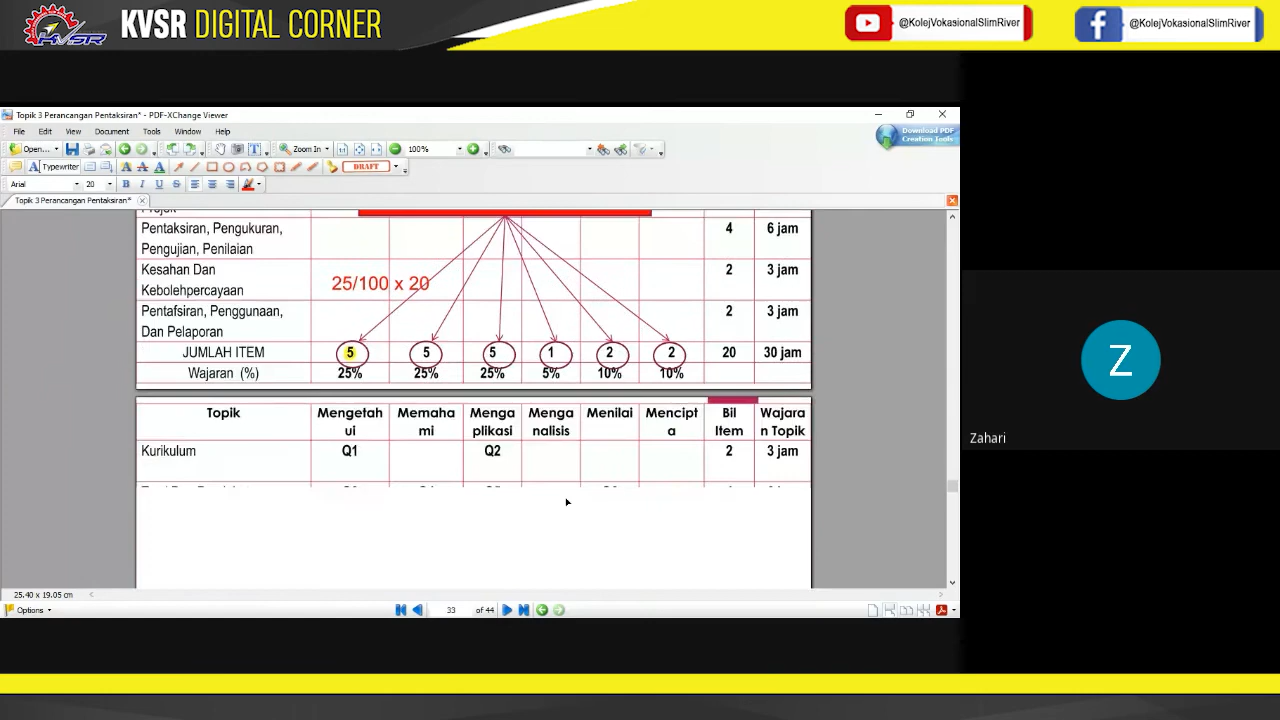 KVSR
KVSR DIGITAL CORNER
@KolejVokasionalSlimRiver
@KolejVokasionalSlimRiver
Topik 3 Perancangan Pentaksiran* - PDF-XChange Viewer
File Edit View Document Tools Window Help
Download PDF
Creation Tools
Open... Zoom In 100%
Typewriter DRAFT
Arial 20 B I U S
Topik 3 Perancangan Pentaksiran*
Projek
Pentaksiran, Pengukuran,
Pengujian, Penilaian 4 6 jam
Kesahan Dan
Kebolehpercayaan 2 3 jam
25/100 x 20
Pentafsiran, Penggunaan,
Dan Pelaporan 2 3 jam
JUMLAH ITEM 5 5 5 1 2 2 20 30 jam
Wajaran (%) 25% 25% 25% 5% 10% 10%
Topik Mengetah Memaha Menga Menga Menilai Mencipt Bil Wajara
ui mi plikasi nalisis a Item n Topik
Kurikulum Q1 Q2 2 3 jam
25.40 x 19.05 cm
Options 33 of 44
Z
Zahari